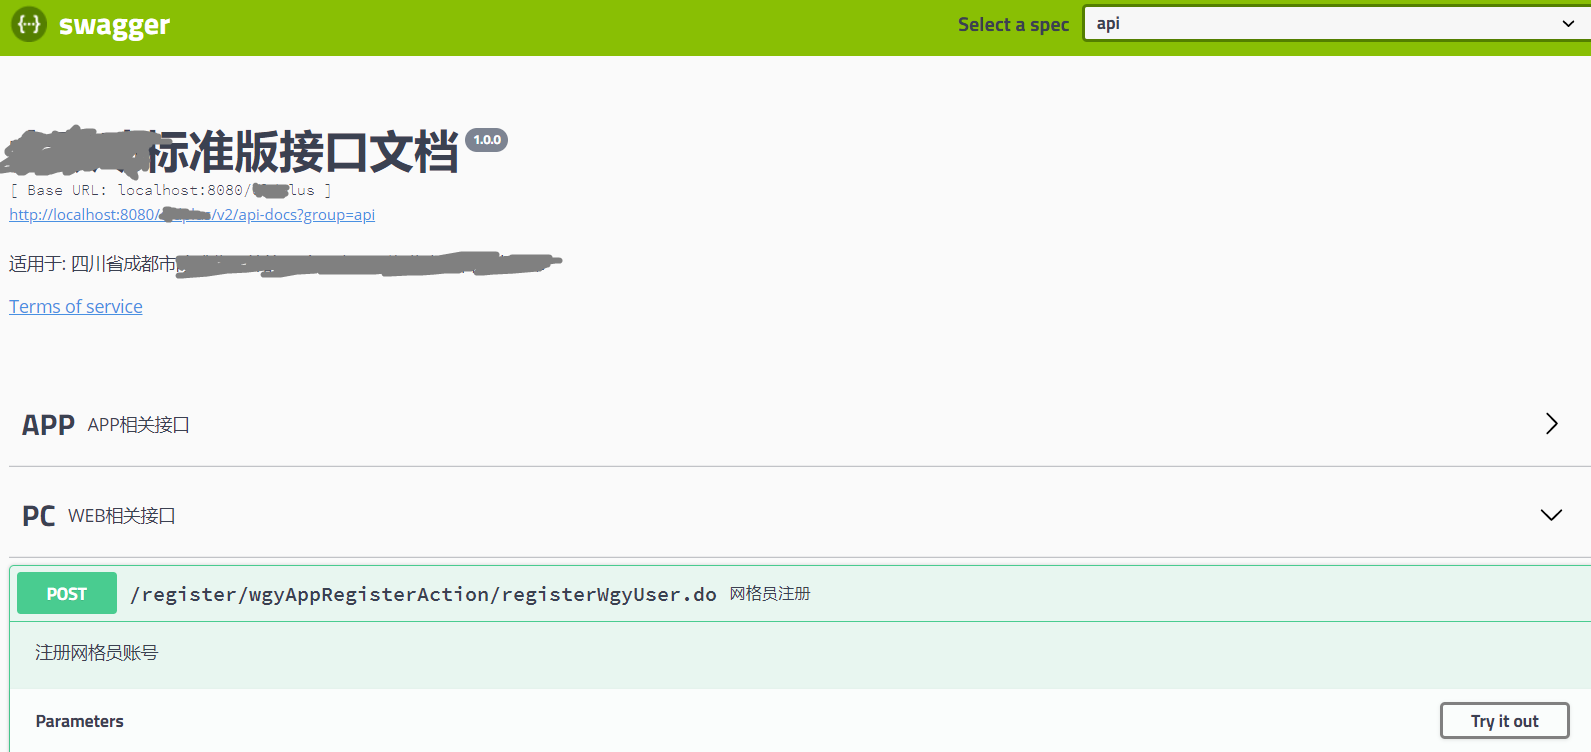 swagger
Select a spec
api
标准版接口文档 1.0.0
[ Base URL: localhost:8080/lus ]
http://localhost:8080/ /v2/api-docs?group=api
适用于: 四川省成都市
Terms of service
APP APP相关接口
PC WEB相关接口
POST /register/wgyAppRegisterAction/registerWgyUser.do 网格员注册
注册网格员账号
Parameters
Try it out